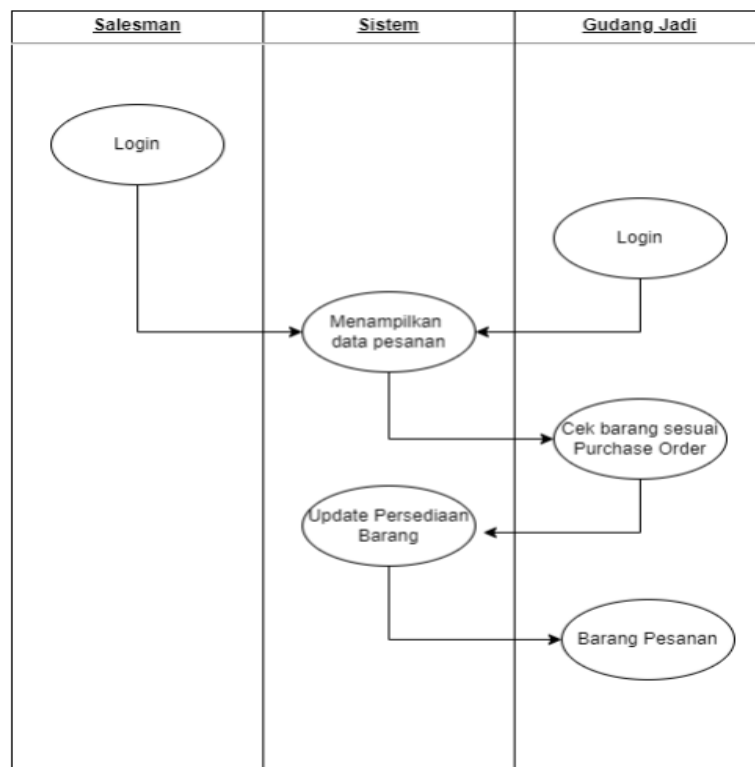 Salesman
Sistem
Gudang Jadi
Login
Login
Menampilkan
data pesanan
Cek barang sesuai
Purchase Order
Update Persediaan
Barang
Barang Pesanan